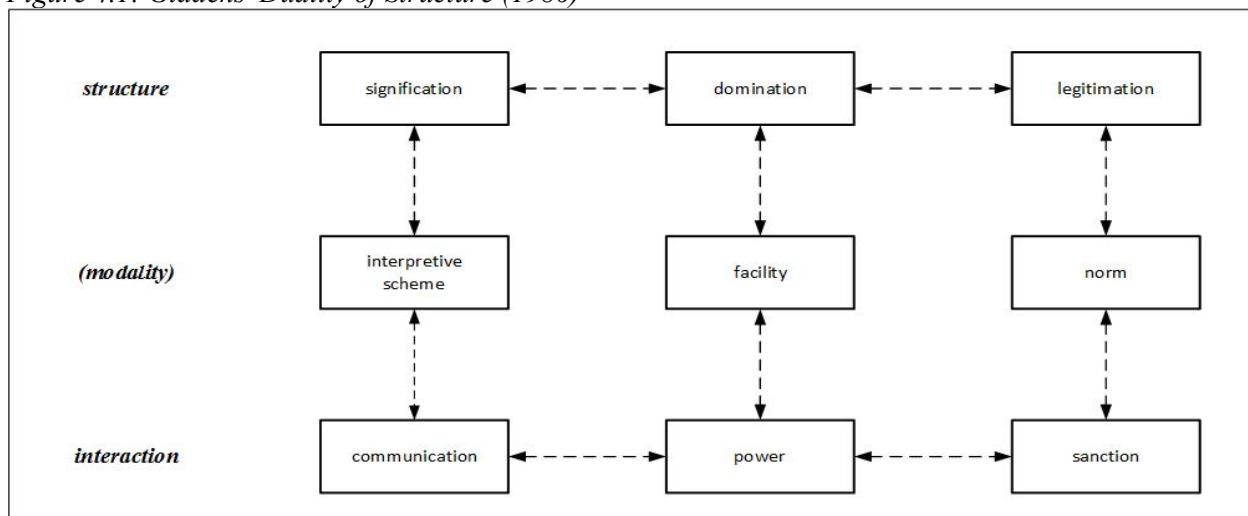 Figure 4.1: Giddens' Duality of Structure (1986)
structure
signification
domination
legitimation
(modality)
interpretive
scheme
facility
norm
interaction
communication
power
sanction